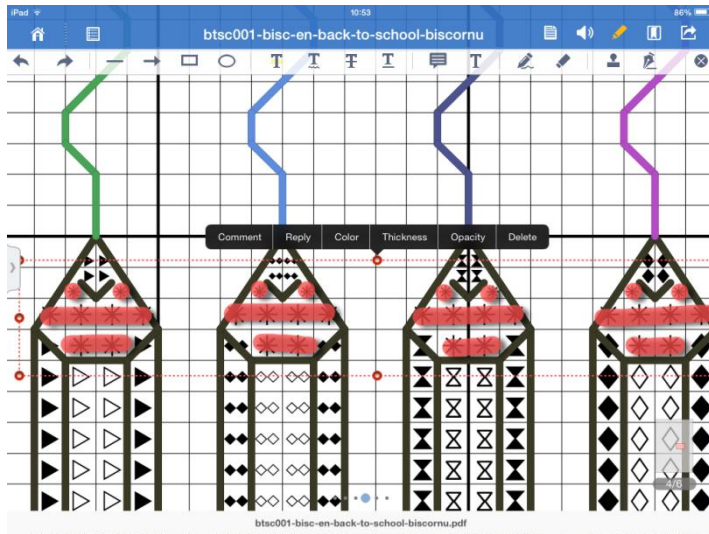 iPad 10:53 86%
btsc001-bisc-en-back-to-school-biscornu
T T T T T
Comment Reply Color Thickness Opacity Delete
4/6
btsc001-bisc-en-back-to-school-biscornu.pdf